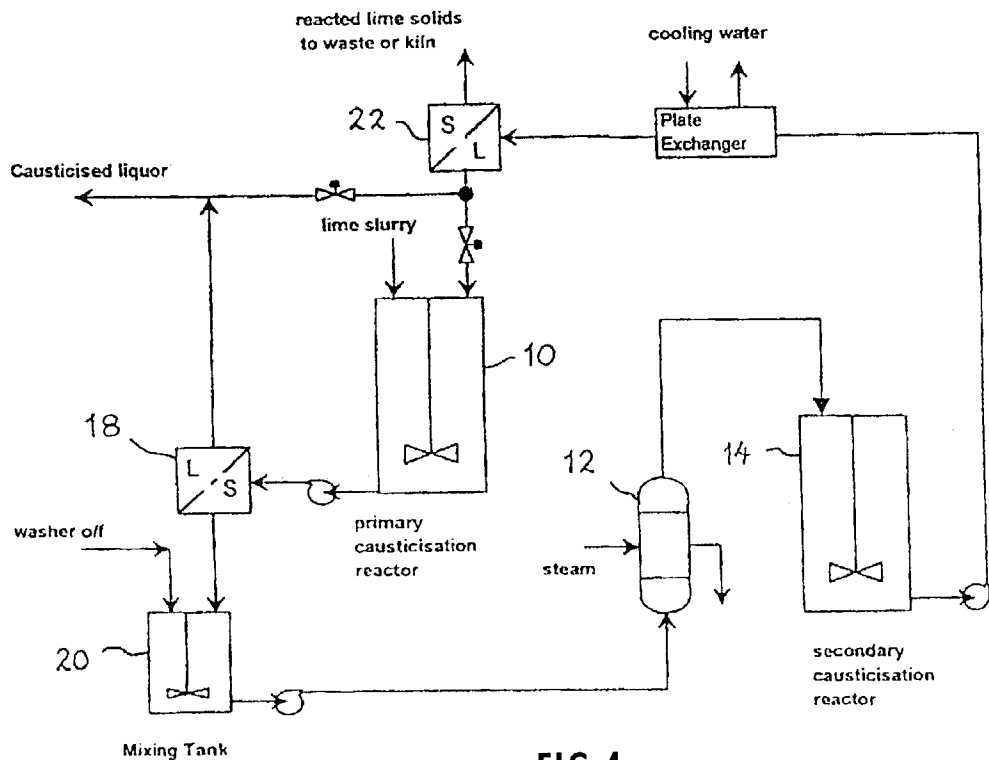 reacted lime solids
to waste or kiln
cooling water
22
S
L
Plate
Exchanger
Causticised liquor
lime slurry
10
18
L
S
12
14
washer o/f
primary
causticisation
reactor
steam
20
secondary
causticisation
reactor
Mixing Tank
FIG 4